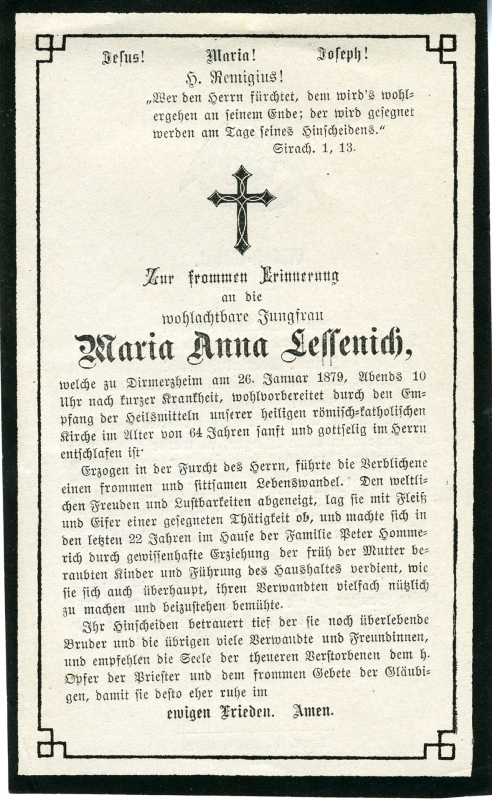 Jesus! Maria! Joseph!
H. Remigius!
„Wer den Herrn fürchtet, dem wird's wohl-
ergehen an seinem Ende; der wird gesegnet
werden am Tage seines Hinscheidens.“
Sirach. 1, 13.
Zur frommen Erinnerung
an die
wohlachtbare Jungfrau
Maria Anna Lessenich,
welche zu Dirmerzheim am 26. Januar 1879, Abends 10
Uhr nach kurzer Krankheit, wohlvorbereitet durch den Em-
pfang der Heilsmitteln unserer heiligen römisch-katholischen
Kirche im Alter von 64 Jahren sanft und gottselig im Herrn
entschlafen ist.
Erzogen in der Furcht des Herrn, führte die Verblichene
einen frommen und sittsamen Lebenswandel. Den weltli-
chen Freuden und Lustbarkeiten abgeneigt, lag sie mit Fleiß
und Eifer einer gesegneten Thätigkeit ob, und machte sich in
den letzten 22 Jahren im Hause der Familie Peter Homme-
rich durch gewissenhafte Erziehung der früh der Mutter be-
raubten Kinder und Führung des Haushaltes verdient, wie
sie sich auch überhaupt, ihren Verwandten vielfach nützlich
zu machen und beizustehen bemühte.
Ihr Hinscheiden betrauert tief der sie noch überlebende
Bruder und die übrigen viele Verwandte und Freundinnen,
und empfehlen die Seele der theueren Verstorbenen dem h.
Opfer der Priester und dem frommen Gebete der Gläubi-
gen, damit sie desto eher ruhe im
ewigen Frieden. Amen.